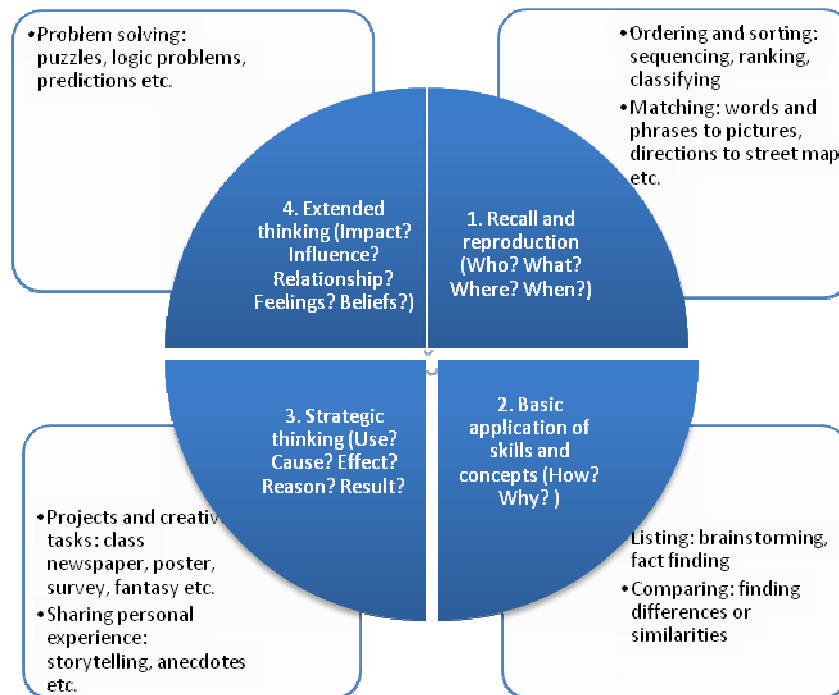 •Problem solving:
puzzles, logic problems,
predictions etc.
•Ordering and sorting:
sequencing, ranking,
classifying
•Matching: words and
phrases to pictures,
directions to street map
etc.
4. Extended
thinking (Impact?
Influence?
Relationship?
Feelings? Beliefs?)
1. Recall and
reproduction
(Who? What?
Where? When?)
3. Strategic
thinking (Use?
Cause? Effect?
Reason? Result?
2. Basic
application of
skills and
concepts (How?
Why? )
•Projects and creativ
tasks: class
newspaper, poster,
survey, fantasy etc.
•Sharing personal
experience:
storytelling, anecdotes
etc.
Listing: brainstorming,
fact finding
•Comparing: finding
differences or
similarities